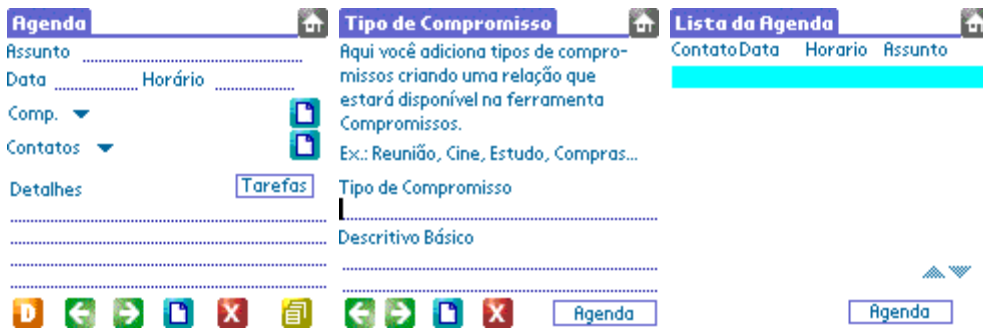 Agenda
Assunto
Data Horário
Comp.
Contatos
Detalhes Tarefas
D X
Tipo de Compromisso
Aqui você adiciona tipos de compro-
missos criando uma relação que
estará disponível na ferramenta
Compromissos.
Ex.: Reunião, Cine, Estudo, Compras...
Tipo de Compromisso
Descritivo Básico
X Agenda
Lista da Agenda
Contato Data Horario Assunto
Agenda